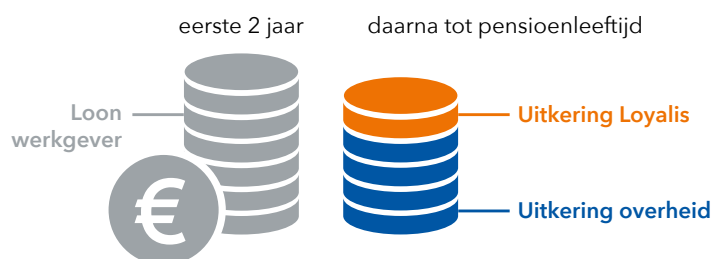 eerste 2 jaar
daarna tot pensioenleeftijd
Loon
werkgever
€
Uitkering Loyalis
Uitkering overheid